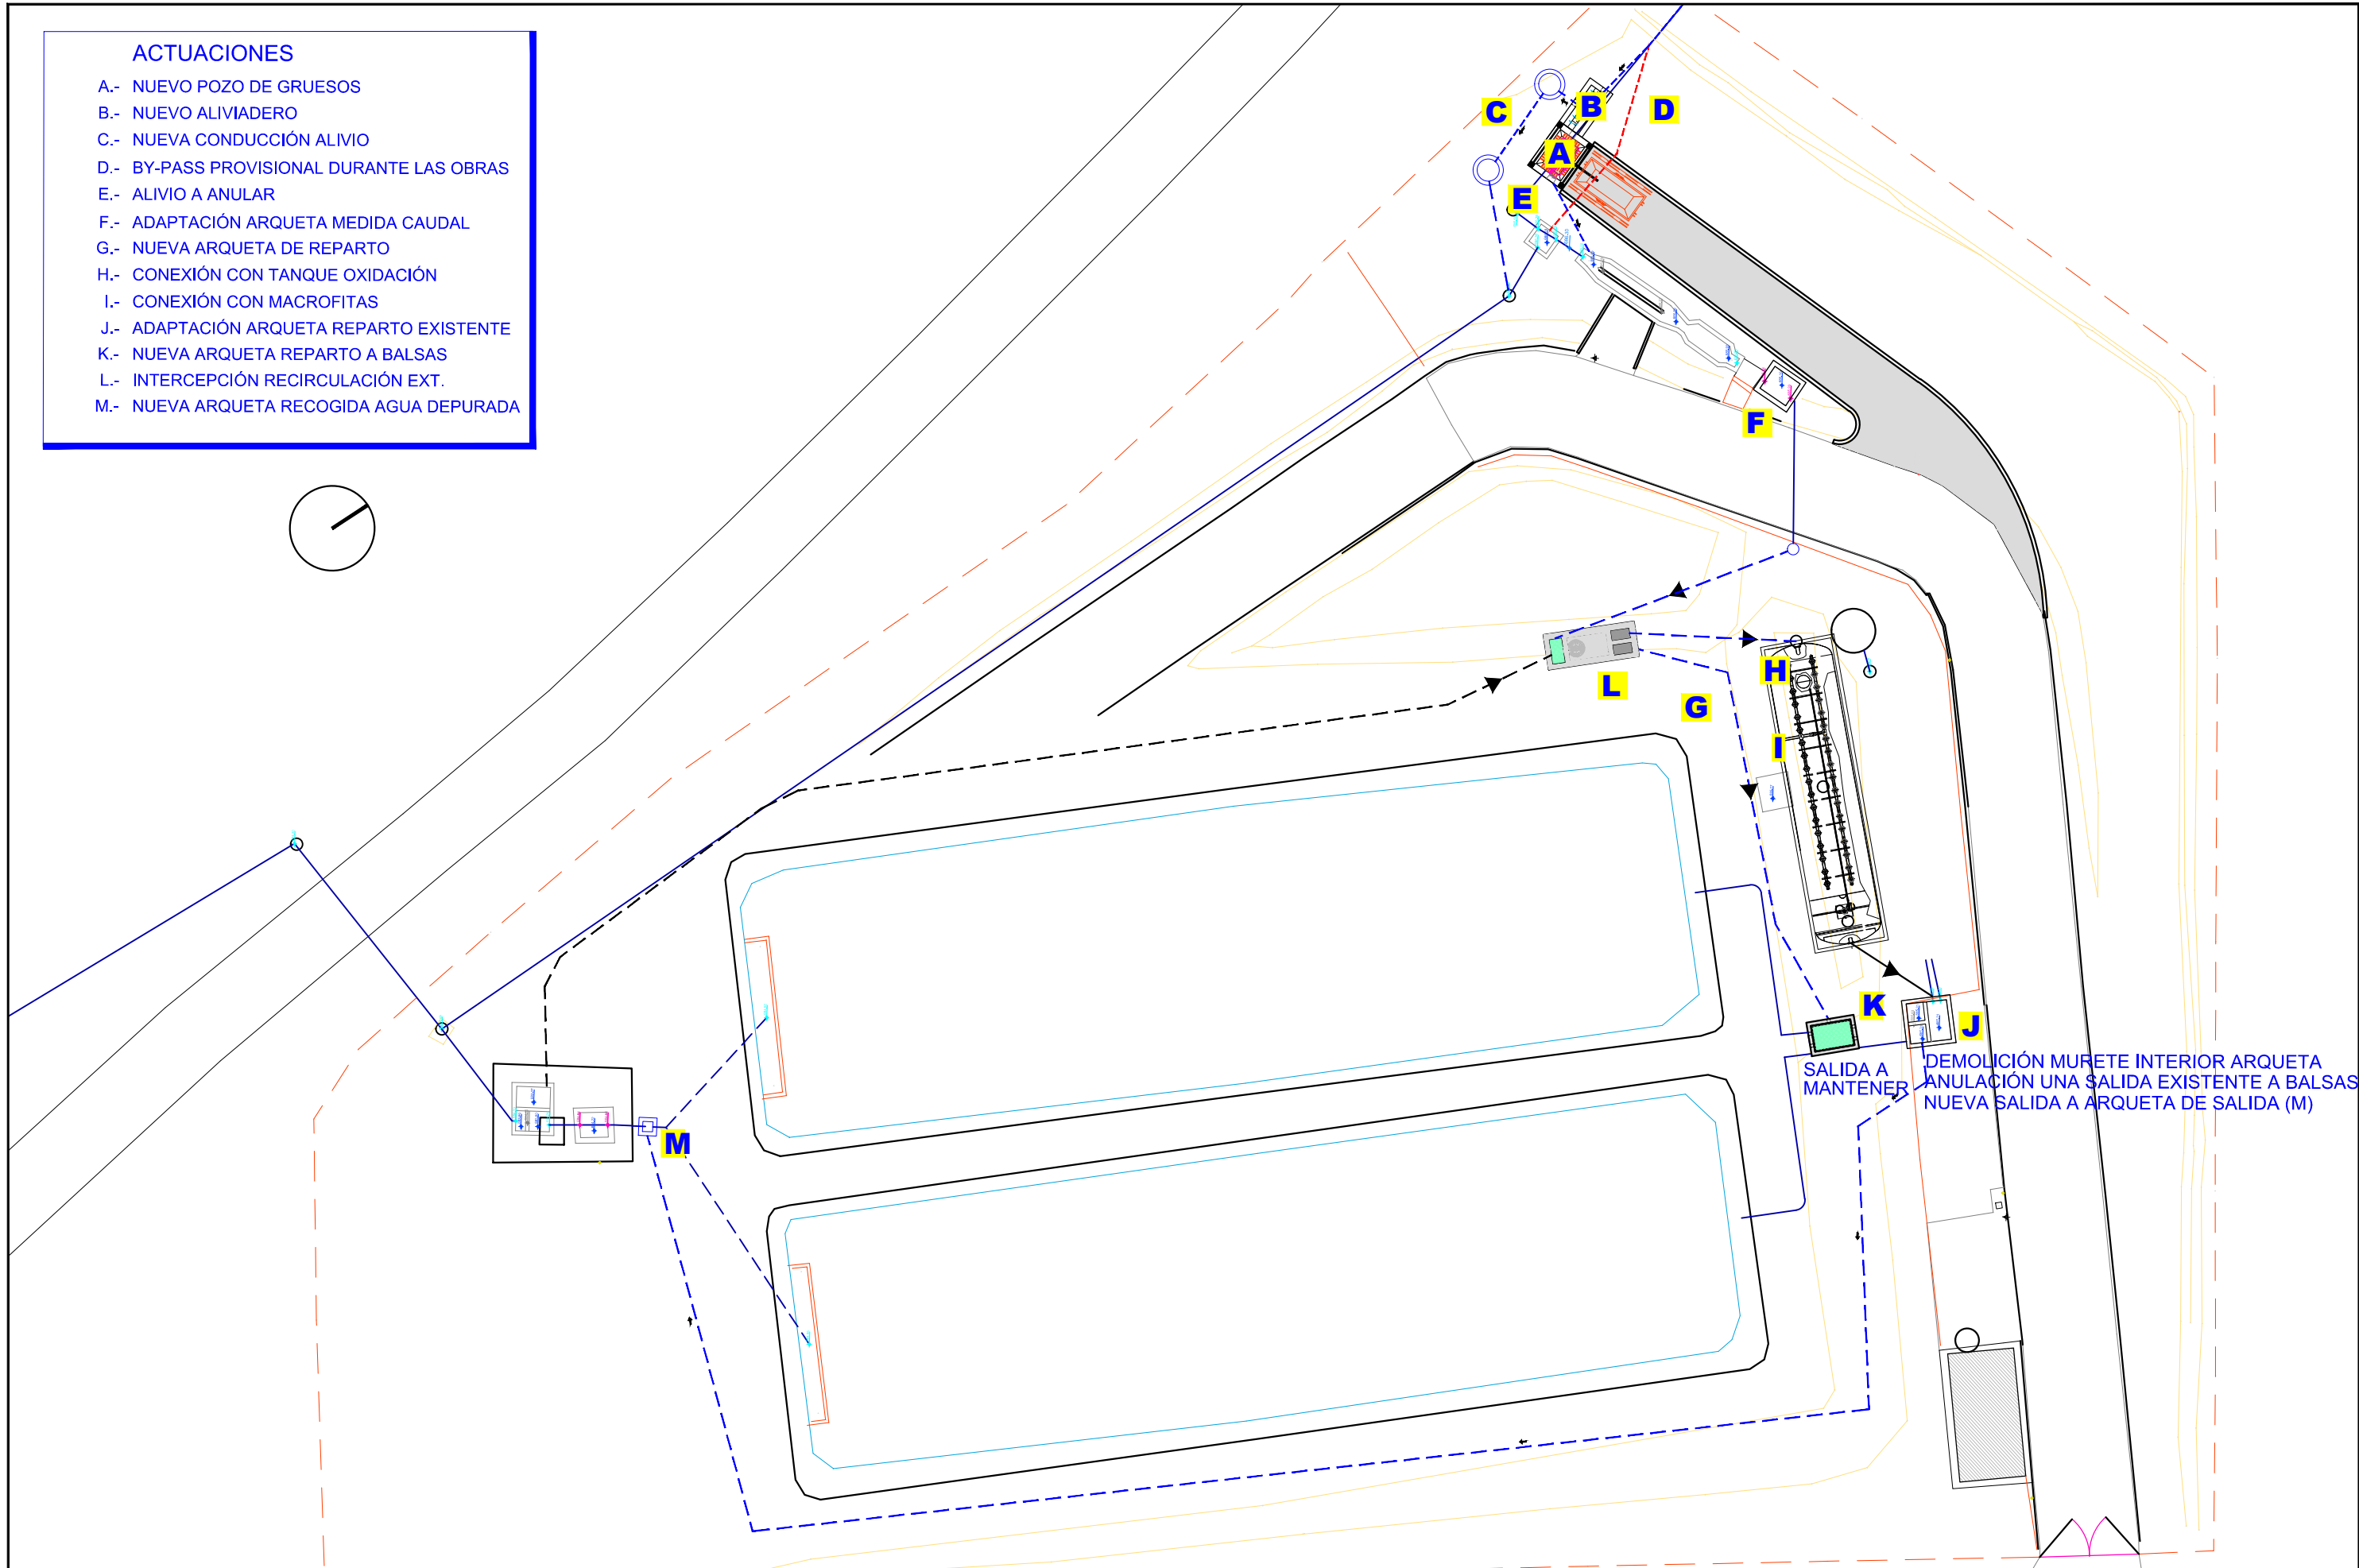 ACTUACIONES
A.- NUEVO POZO DE GRUESOS
B.- NUEVO ALIVIADERO
C.- NUEVA CONDUCCIÓN ALIVIO
D.- BY-PASS PROVISIONAL DURANTE LAS OBRAS
E.- ALIVIO A ANULAR
F.- ADAPTACIÓN ARQUETA MEDIDA CAUDAL
G.- NUEVA ARQUETA DE REPARTO
H.- CONEXIÓN CON TANQUE OXIDACIÓN
I.- CONEXIÓN CON MACROFITAS
J.- ADAPTACIÓN ARQUETA REPARTO EXISTENTE
K.- NUEVA ARQUETA REPARTO A BALSAS
L.- INTERCEPCIÓN RECIRCULACIÓN EXT.
M.- NUEVA ARQUETA RECOGIDA AGUA DEPURADA
C
B
D
A
E
F
H
L
G
I
K
J
SALIDA A
MANTENER
DEMOLICIÓN MURETE INTERIOR ARQUETA
ANULACIÓN UNA SALIDA EXISTENTE A BALSAS
NUEVA SALIDA A ARQUETA DE SALIDA (M)
M